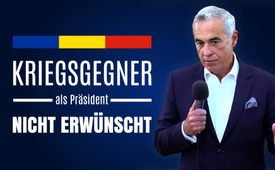 KRIEGSGEGNER
als Präsident
NICHT ERWÜNSCHT